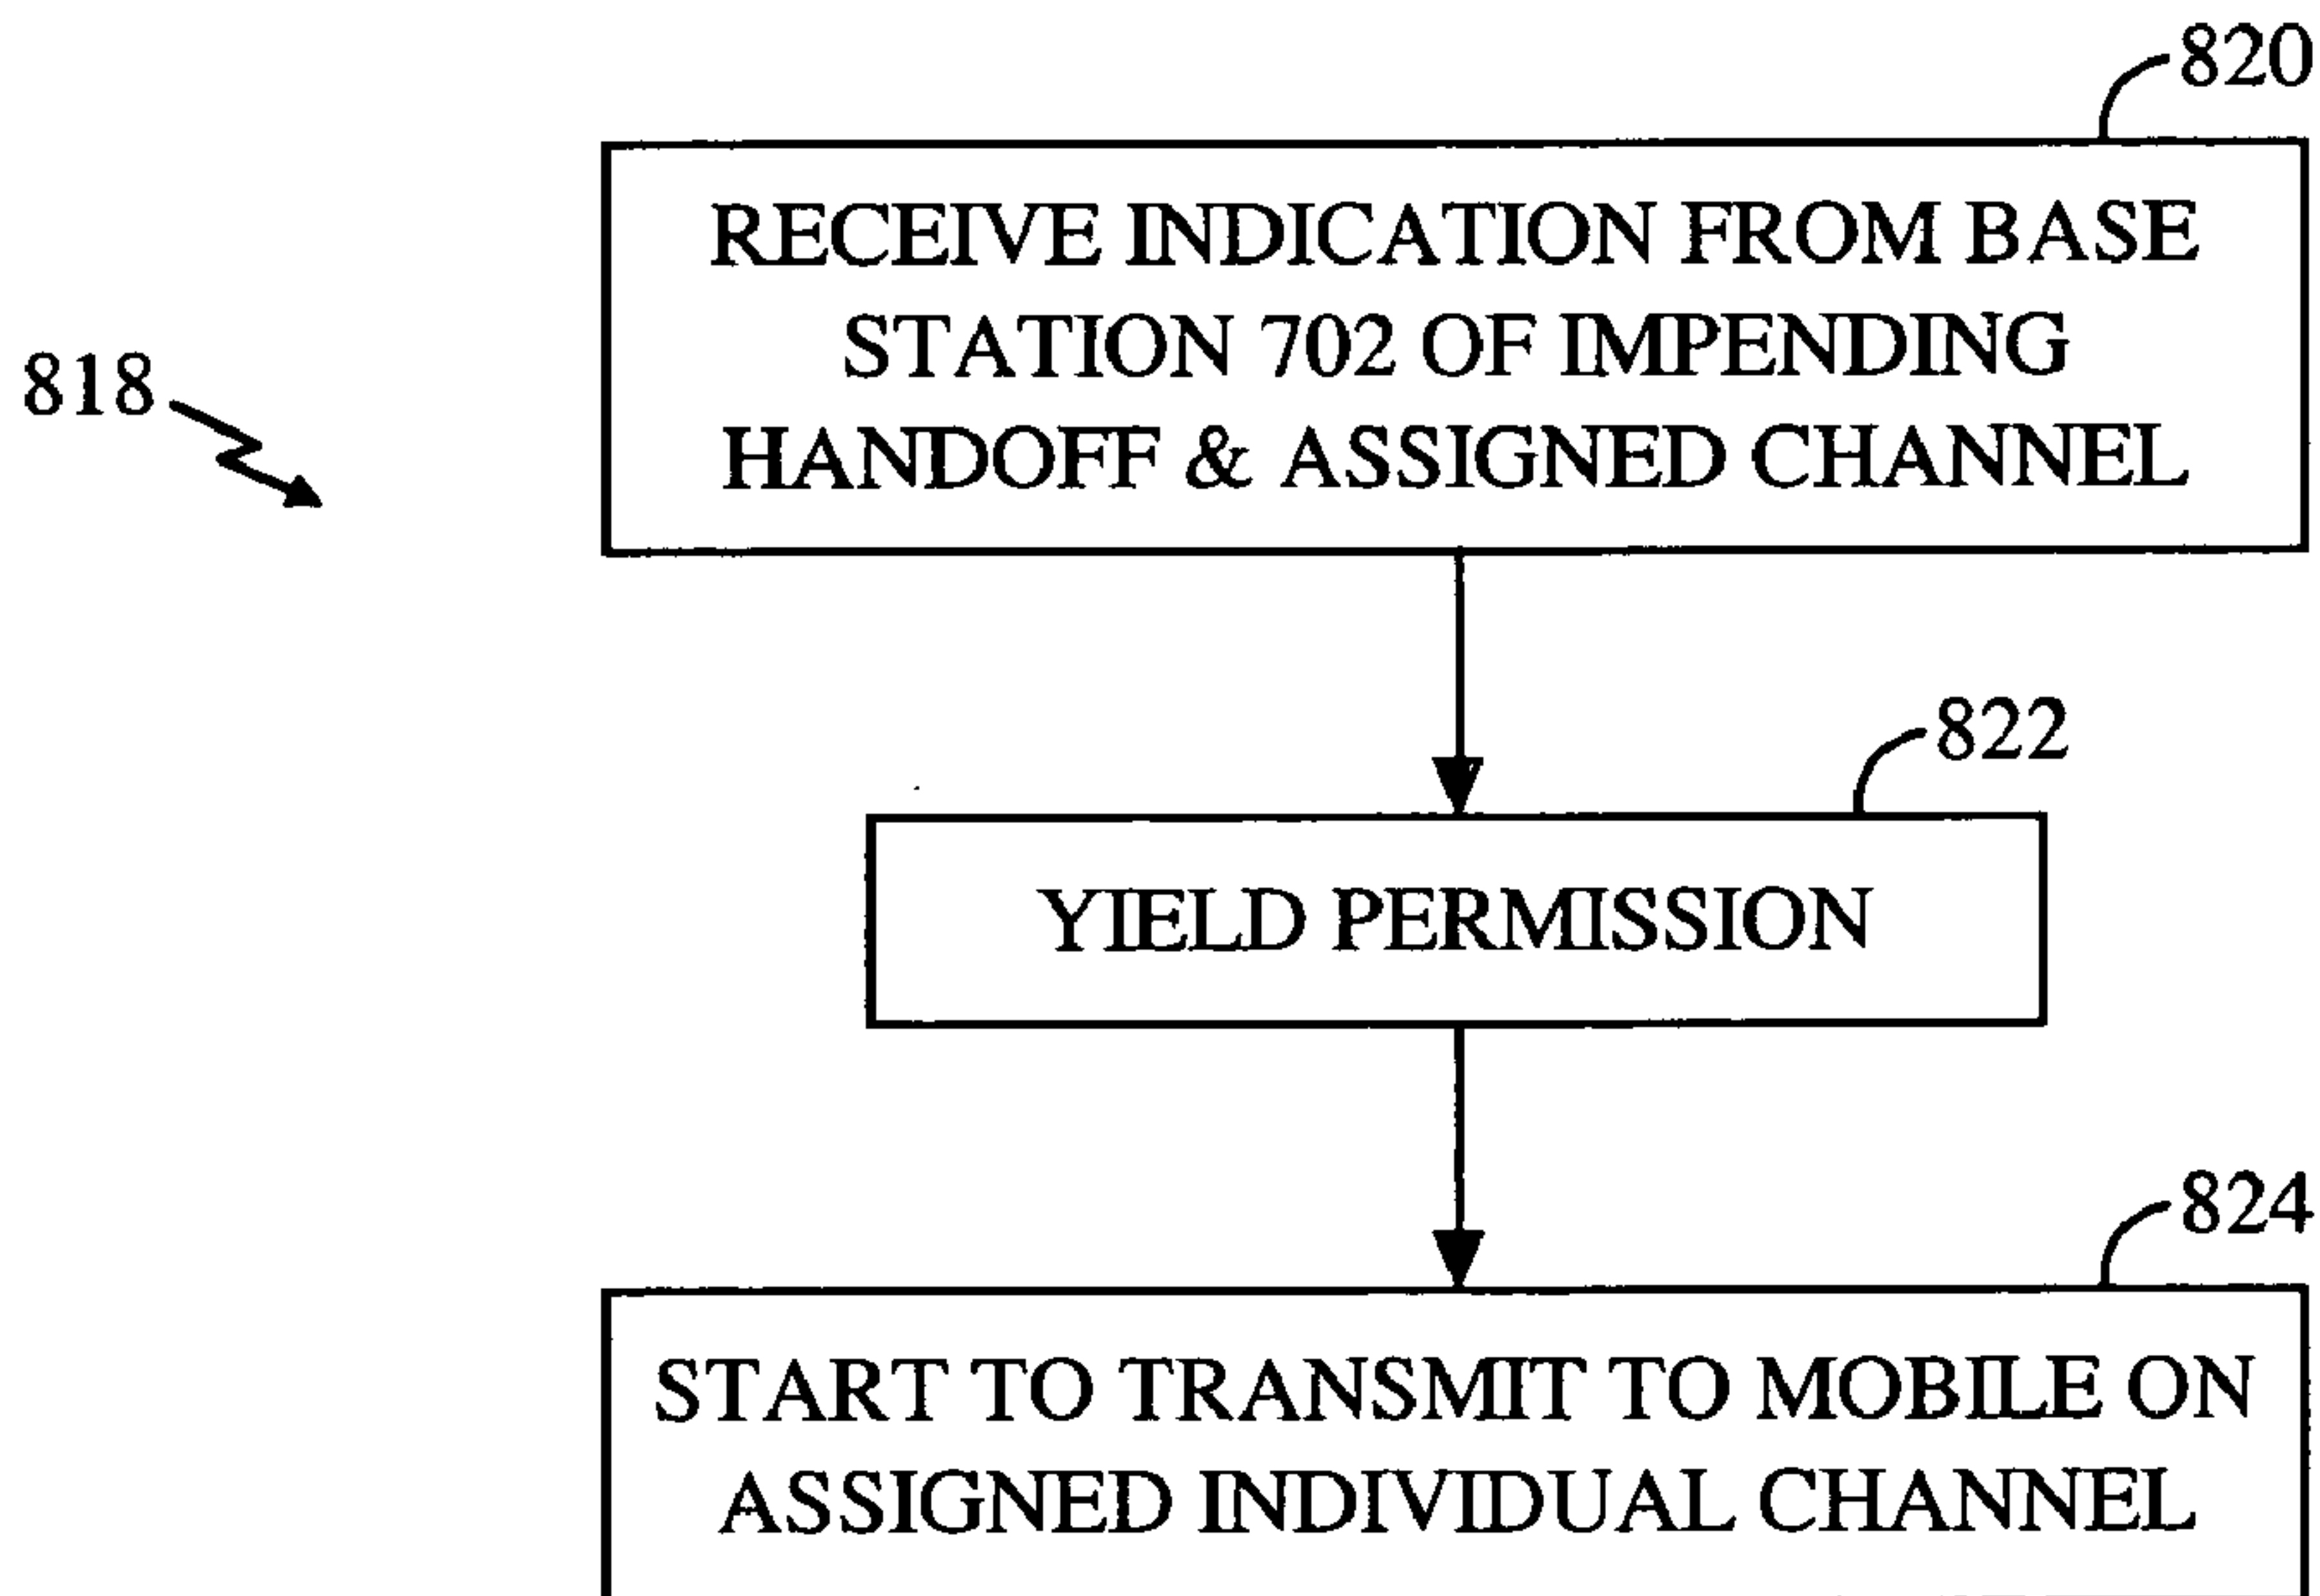 820
RECEIVE INDICATION FROM BASE
STATION 702 OF IMPENDING
HANDOFF & ASSIGNED CHANNEL
818
822
YIELD PERMISSION
824
START TO TRANSMIT TO MOBILE ON
ASSIGNED INDIVIDUAL CHANNEL